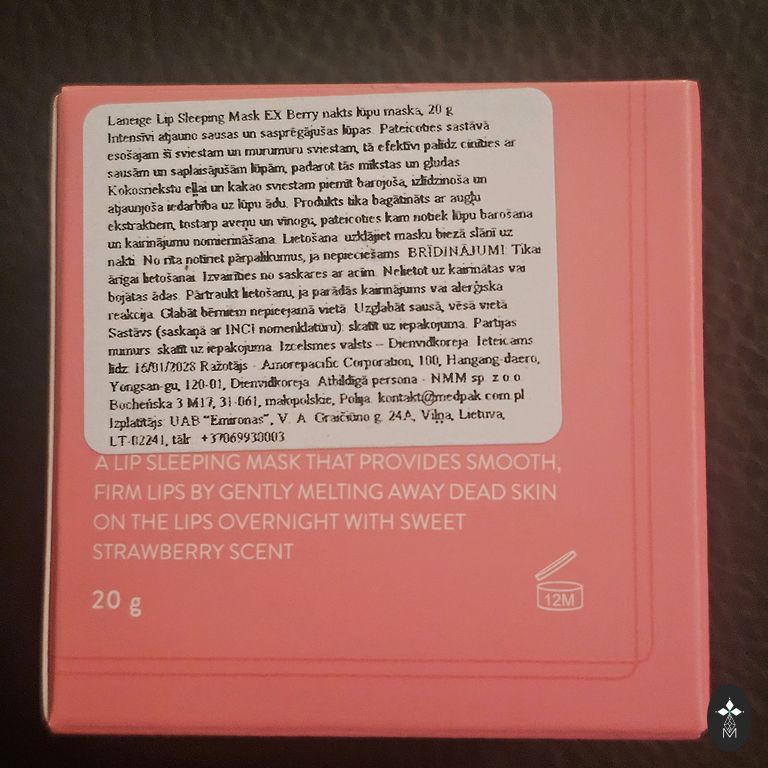 Laneige Lip Sleeping Mask EX Berry nakts lūpu maska, 20 g
Intensīvi atjauno sausas un sasprēgājušas lūpas. Pateicoties sastāvā
esošajam šī sviestam un murumuru sviestam, tā efektīvi palīdz cīnīties ar
sausām un saplaisājušām lūpām, padarot tās mīkstas un gludas.
Kokosriekstu eļļai un kakao sviestam piemīt barojoša, izlīdzinoša un
atjaunojoša iedarbība uz lūpu ādu. Produkts tika bagātināts ar augļu
ekstraktiem, tostarp aveņu un vīnogu, pateicoties kam notiek lūpu barošana
un kairinājumu nomierināšana. Lietošana: uzklājiet masku biezā slānī uz
nakti. No rīta noņemiet pārpalikumus, ja nepieciešams. BRĪDINĀJUMI: Tikai
ārīgai lietošanai. Izvairīties no saskares ar acīm. Nelietot uz kairinātas vai
bojātas ādas. Pārtraukt lietošanu, ja parādās kairinājums vai alerģiska
reakcija. Glabāt bērniem nepieejamā vietā. Uzglabāt sausā, vēsā vietā.
Sastāvs (saskaņā ar INCI nomenklatūru): skatīt uz iepakojuma. Partijas
numurs: skatīt uz iepakojuma. Izcelsmes valsts – Dienvidkoreja. Ieteicams
līdz: 16/01/2028 Ražotājs - Amorepacific Corporation, 100, Hangang-daero,
Yongsan-gu, 120-01, Dienvidkoreja. Atbildīgā persona - NMM sp. z o.o.
Bocheńska 3 M17, 31-061, małopolskie, Polija. kontakt@medpak.com.pl
Izplatītājs: UAB "Emironas", V. A. Graičiūno g. 24A, Viļņa, Lietuva,
LT-02241, tālr.: +37069930003
A LIP SLEEPING MASK THAT PROVIDES SMOOTH,
FIRM LIPS BY GENTLY MELTING AWAY DEAD SKIN
ON THE LIPS OVERNIGHT WITH SWEET
STRAWBERRY SCENT
20 g
12M
M